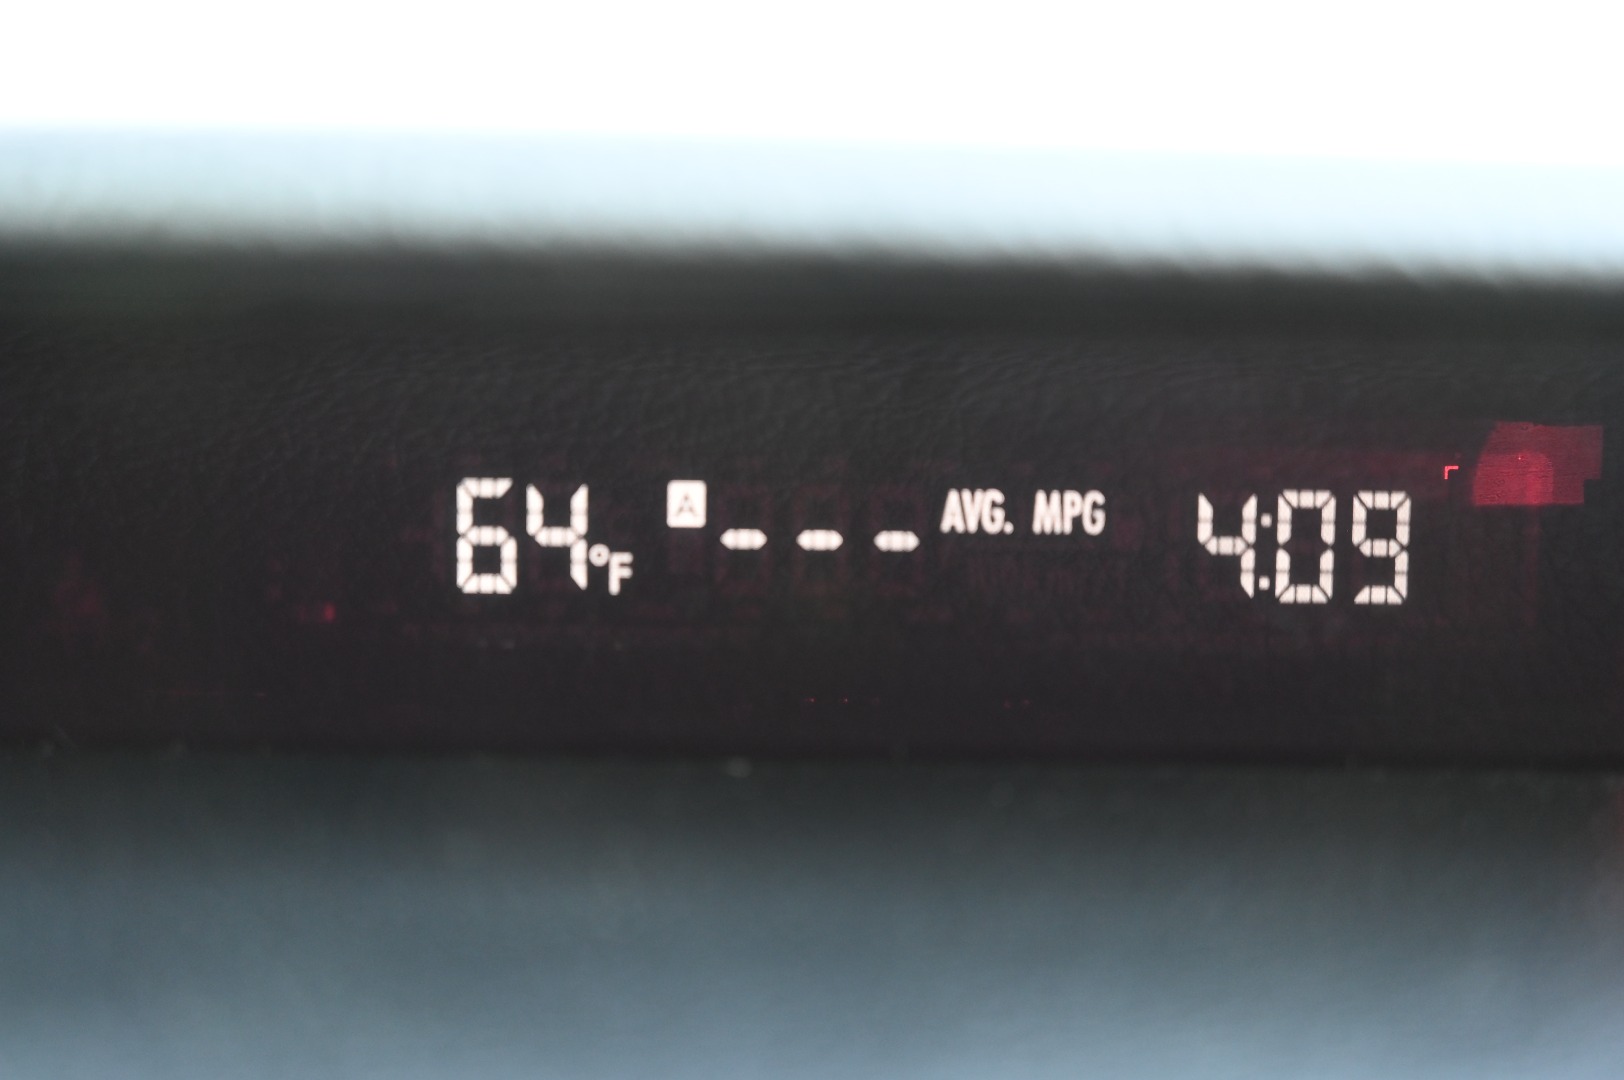 64°F A - - - AVG. MPG 4:09